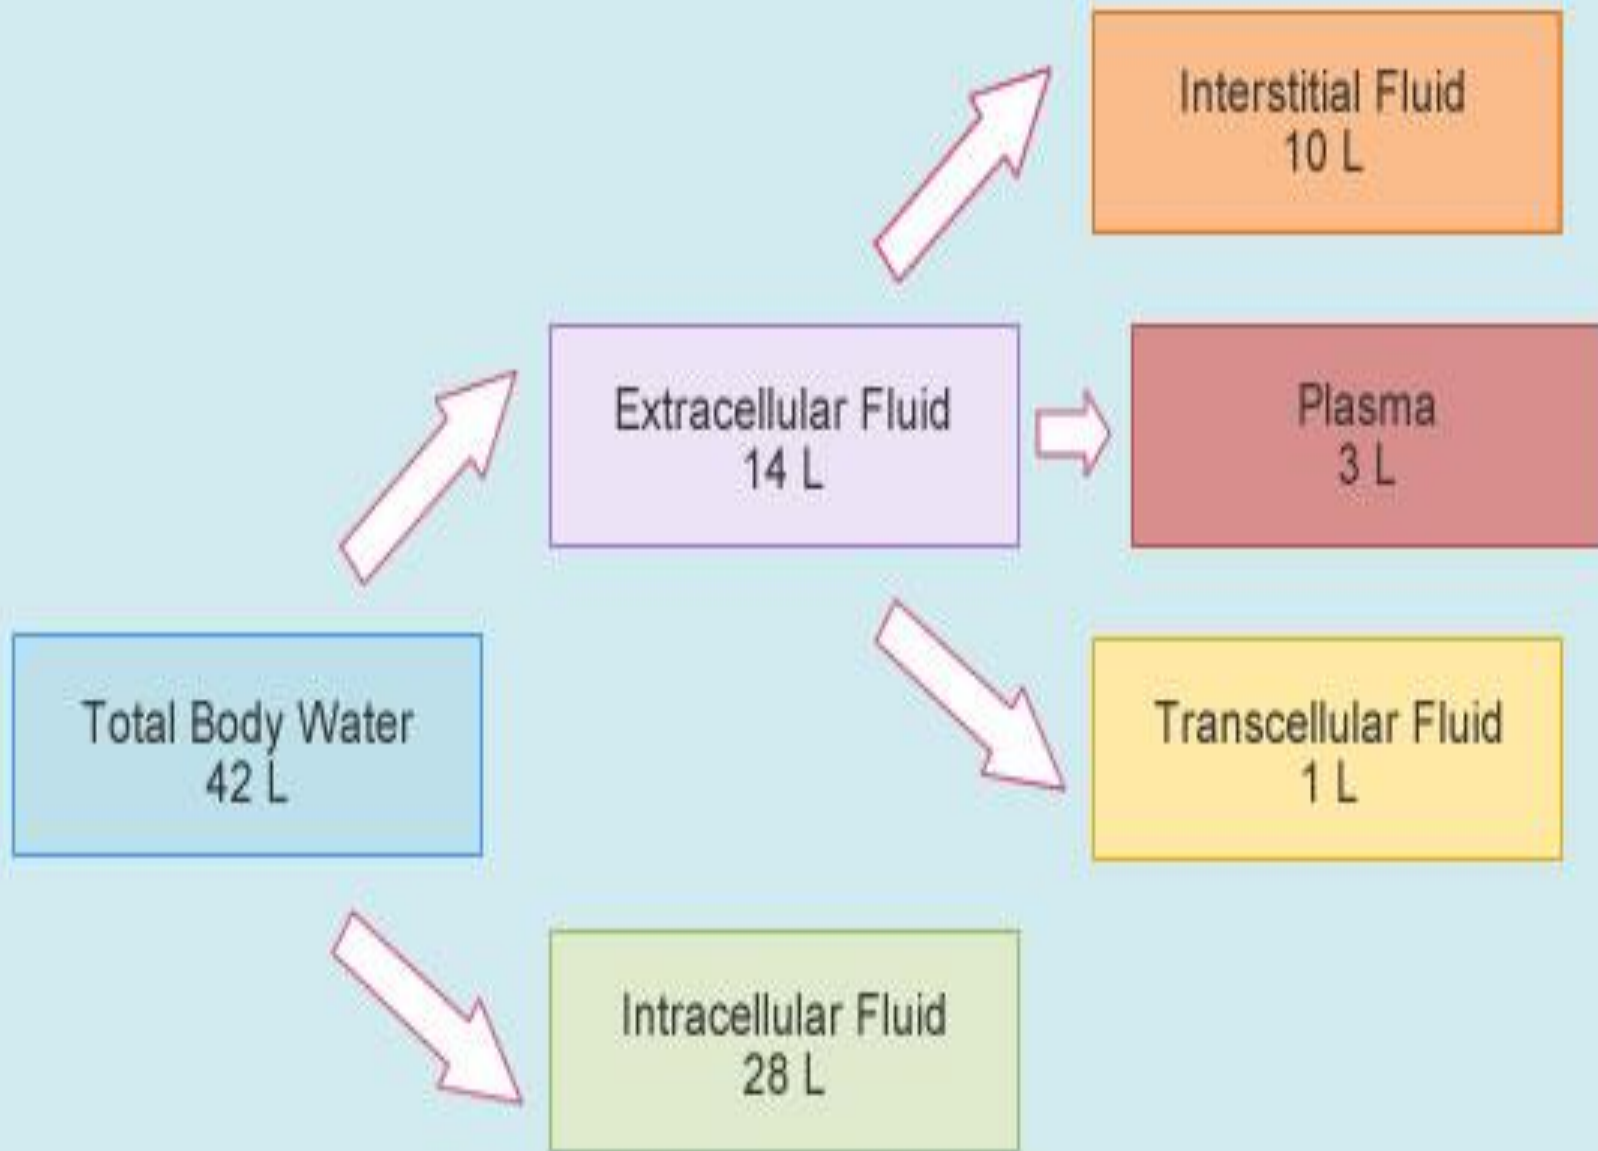 Interstitial Fluid
10 L
Extracellular Fluid
14 L
Plasma
3 L
Total Body Water
42 L
Transcellular Fluid
1 L
Intracellular Fluid
28 L